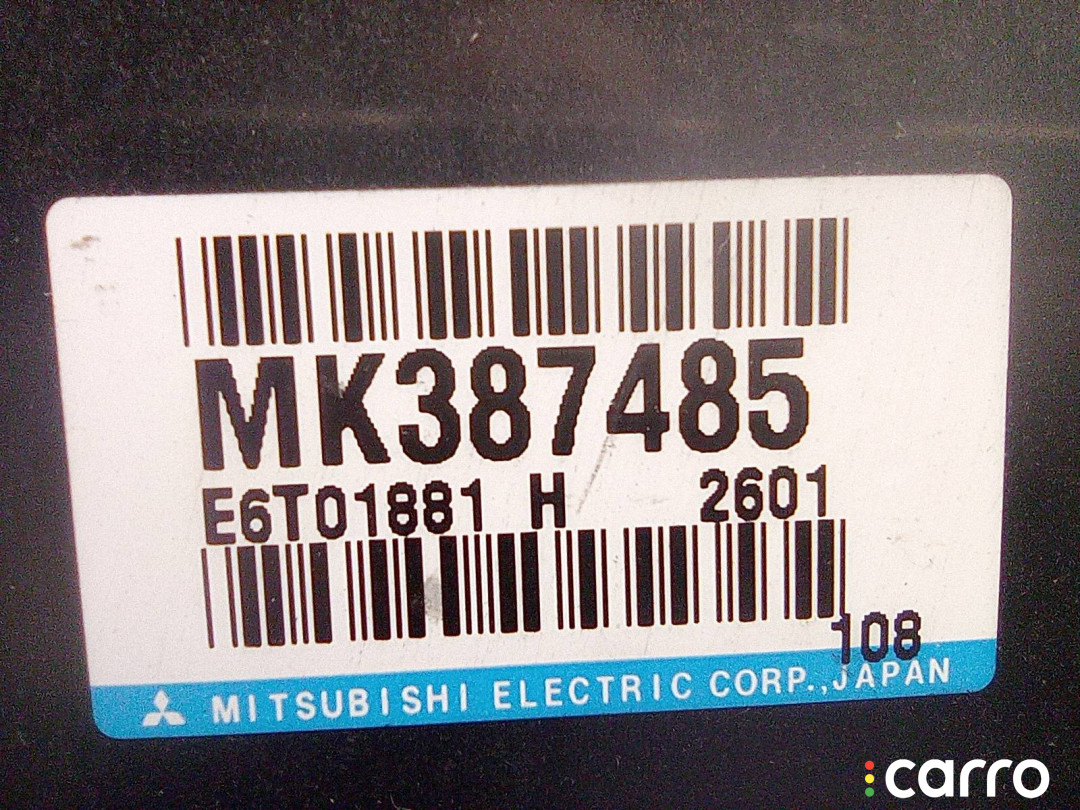 MK387485
E6T01881 H 2601
108
MITSUBISHI ELECTRIC CORP.,JAPAN
carro